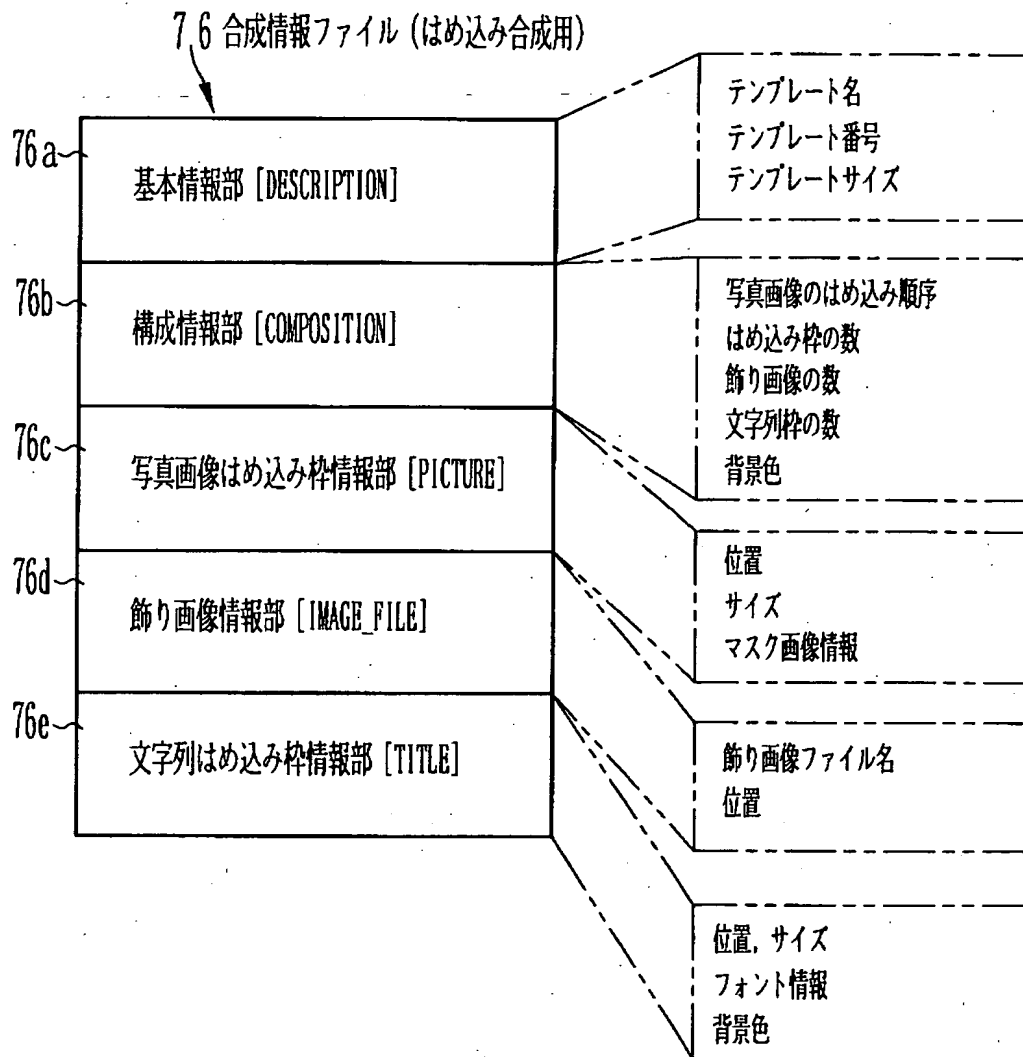 76 合成情報ファイル (はめ込み合成用)
76a
基本情報部 [DESCRIPTION]
テンプレート名
テンプレート番号
テンプレートサイズ
76b
構成情報部 [COMPOSITION]
写真画像のはめ込み順序
はめ込み枠の数
飾り画像の数
文字列枠の数
背景色
76c
写真画像はめ込み枠情報部 [PICTURE]
位置
サイズ
マスク画像情報
76d
飾り画像情報部 [IMAGE_FILE]
飾り画像ファイル名
位置
76e
文字列はめ込み枠情報部 [TITLE]
位置, サイズ
フォント情報
背景色